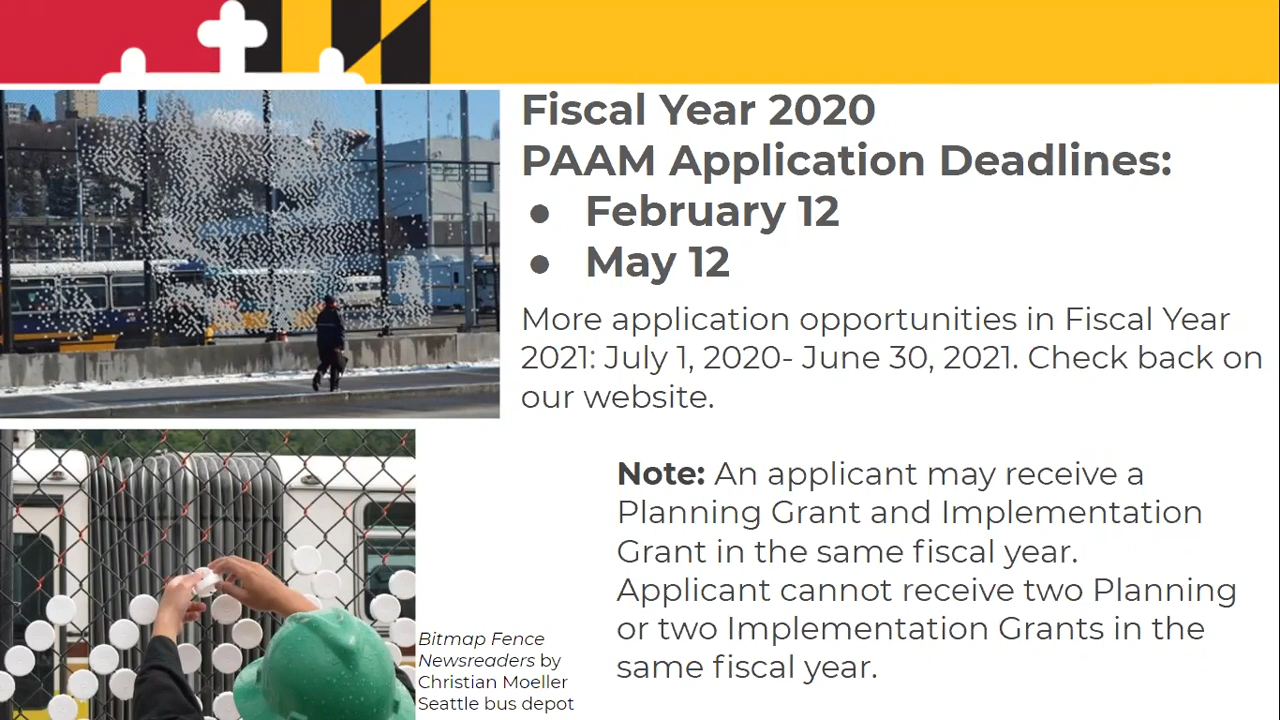 Fiscal Year 2020
PAAM Application Deadlines:
● February 12
● May 12
More application opportunities in Fiscal Year
2021: July 1, 2020- June 30, 2021. Check back on
our website.
Note: An applicant may receive a
Planning Grant and Implementation
Grant in the same fiscal year.
Applicant cannot receive two Planning
or two Implementation Grants in the
same fiscal year.
Bitmap Fence
Newsreaders by
Christian Moeller
Seattle bus depot